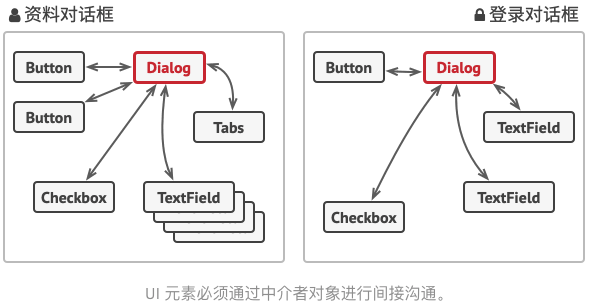 资料对话框
登录对话框
Button
Dialog
Button
Tabs
Checkbox
TextField
Button
Dialog
TextField
TextField
Checkbox
UI 元素必须通过中介者对象进行间接沟通。